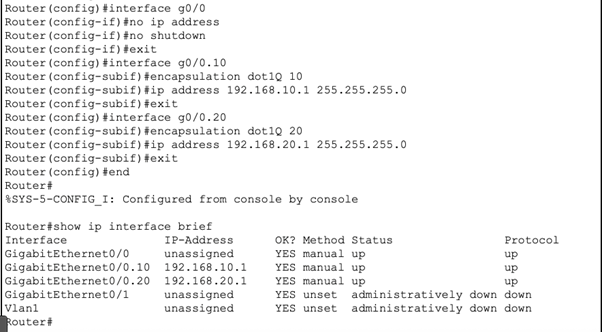 Router(config)#interface g0/0
Router(config-if)#no ip address
Router(config-if)#no shutdown
Router(config-if)#exit
Router(config)#interface g0/0.10
Router(config-subif)#encapsulation dot1Q 10
Router(config-subif)#ip address 192.168.10.1 255.255.255.0
Router(config-subif)#exit
Router(config)#interface g0/0.20
Router(config-subif)#encapsulation dot1Q 20
Router(config-subif)#ip address 192.168.20.1 255.255.255.0
Router(config-subif)#exit
Router(config)#end
Router#
%SYS-5-CONFIG_I: Configured from console by console
Router#show ip interface brief
Interface IP-Address OK? Method Status Protocol
GigabitEthernet0/0 unassigned YES manual up up
GigabitEthernet0/0.10 192.168.10.1 YES manual up up
GigabitEthernet0/0.20 192.168.20.1 YES manual up up
GigabitEthernet0/1 unassigned YES unset administratively down down
Vlan1 unassigned YES unset administratively down down
Router#